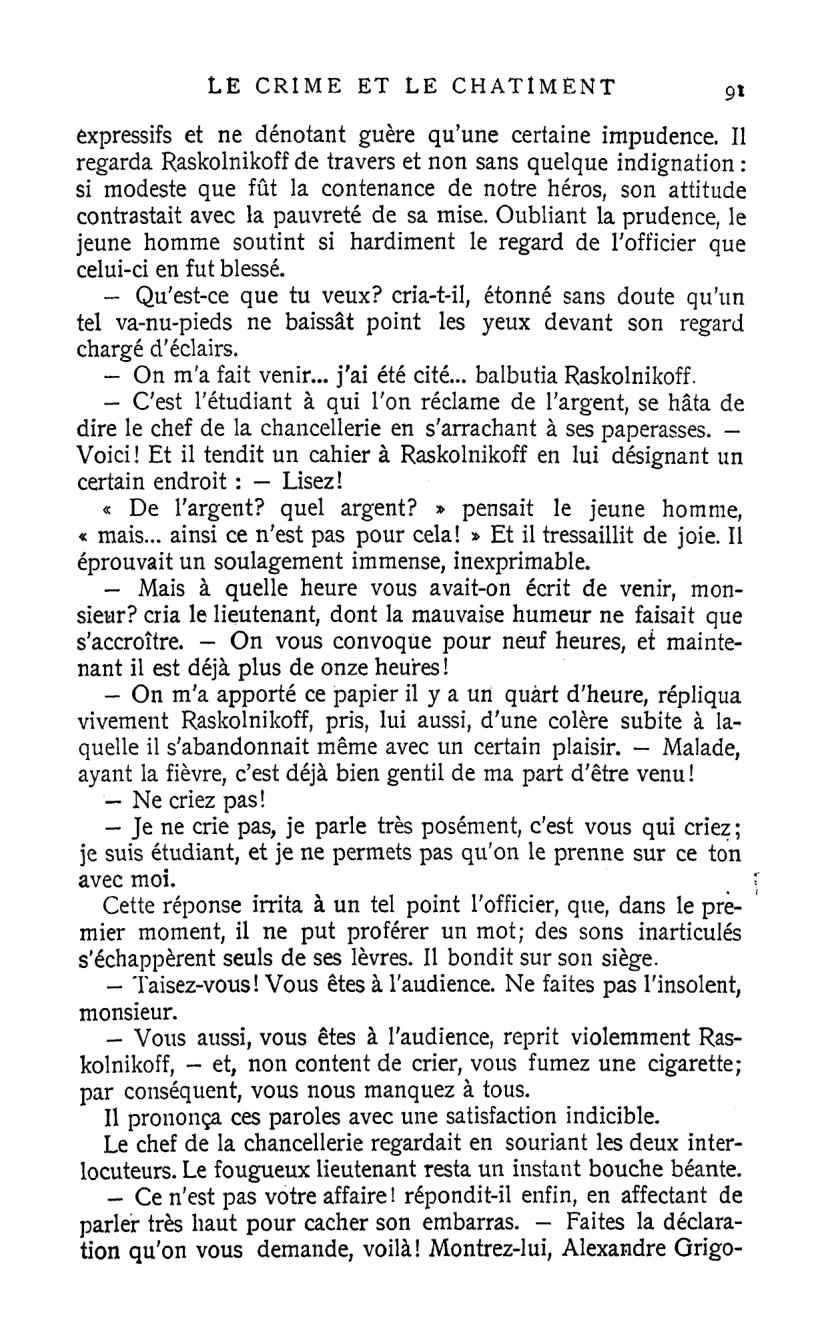 LE CRIME ET LE CHATIMENT 91
expressifs et ne dénotant guère qu'une certaine impudence. Il
regarda Raskolnikoff de travers et non sans quelque indignation :
si modeste que fût la contenance de notre héros, son attitude
contrastait avec la pauvreté de sa mise. Oubliant la prudence, le
jeune homme soutint si hardiment le regard de l'officier que
celui-ci en fut blessé.
— Qu'est-ce que tu veux? cria-t-il, étonné sans doute qu'un
tel va-nu-pieds ne baissât point les yeux devant son regard
chargé d'éclairs.
— On m'a fait venir... j'ai été cité... balbutia Raskolnikoff.
— C'est l'étudiant à qui l'on réclame de l'argent, se hâta de
dire le chef de la chancellerie en s'arrachant à ses paperasses. —
Voici! Et il tendit un cahier à Raskolnikoff en lui désignant un
certain endroit : — Lisez!
« De l'argent? quel argent? » pensait le jeune homme,
« mais... ainsi ce n'est pas pour cela! » Et il tressaillit de joie. Il
éprouvait un soulagement immense, inexprimable.
— Mais à quelle heure vous avait-on écrit de venir, mon-
sieur? cria le lieutenant, dont la mauvaise humeur ne faisait que
s'accroître. — On vous convoque pour neuf heures, et mainte-
nant il est déjà plus de onze heures!
— On m'a apporté ce papier il y a un quart d'heure, répliqua
vivement Raskolnikoff, pris, lui aussi, d'une colère subite à la-
quelle il s'abandonnait même avec un certain plaisir. — Malade,
ayant la fièvre, c'est déjà bien gentil de ma part d'être venu!
— Ne criez pas!
— Je ne crie pas, je parle très posément, c'est vous qui criez;
je suis étudiant, et je ne permets pas qu'on le prenne sur ce ton
avec moi.
Cette réponse irrita à un tel point l'officier, que, dans le pre-
mier moment, il ne put proférer un mot; des sons inarticulés
s'échappèrent seuls de ses lèvres. Il bondit sur son siège.
— Taisez-vous! Vous êtes à l'audience. Ne faites pas l'insolent,
monsieur.
— Vous aussi, vous êtes à l'audience, reprit violemment Ras-
kolnikoff, — et, non content de crier, vous fumez une cigarette;
par conséquent, vous nous manquez à tous.
Il prononça ces paroles avec une satisfaction indicible.
Le chef de la chancellerie regardait en souriant les deux inter-
locuteurs. Le fougueux lieutenant resta un instant bouche béante.
— Ce n'est pas votre affaire! répondit-il enfin, en affectant de
parler très haut pour cacher son embarras. — Faites la déclara-
tion qu'on vous demande, voilà! Montrez-lui, Alexandre Grigo-